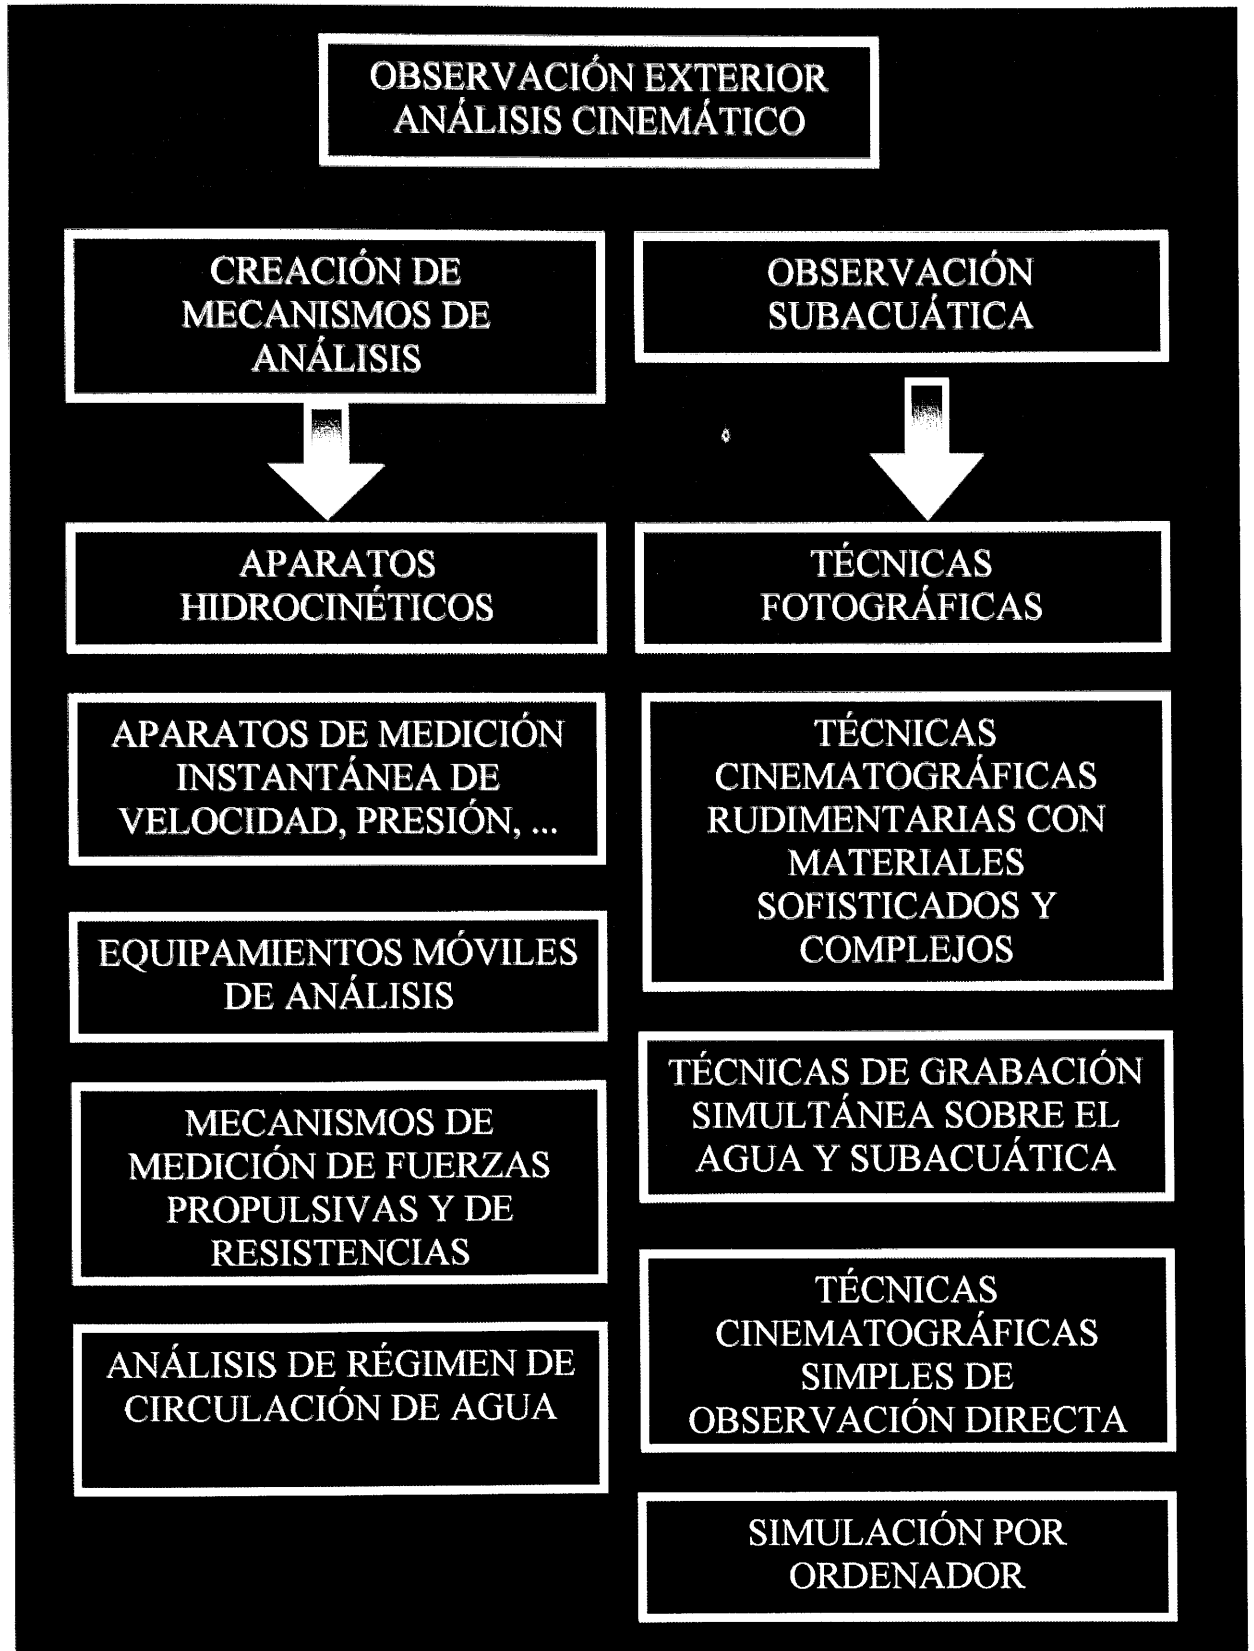 OBSERVACIÓN EXTERIOR
ANÁLISIS CINEMÁTICO
CREACIÓN DE
MECANISMOS DE
ANÁLISIS
APARATOS
HIDROCINÉTICOS
APARATOS DE MEDICIÓN
INSTANTÁNEA DE
VELOCIDAD, PRESIÓN, ...
EQUIPAMIENTOS MÓVILES
DE ANÁLISIS
MECANISMOS DE
MEDICIÓN DE FUERZAS
PROPULSIVAS Y DE
RESISTENCIAS
ANÁLISIS DE RÉGIMEN DE
CIRCULACIÓN DE AGUA
OBSERVACIÓN
SUBACUÁTICA
TÉCNICAS
FOTOGRÁFICAS
TÉCNICAS
CINEMATOGRÁFICAS
RUDIMENTARIAS CON
MATERIALES
SOFISTICADOS Y
COMPLEJOS
TÉCNICAS DE GRABACIÓN
SIMULTÁNEA SOBRE EL
AGUA Y SUBACUÁTICA
TÉCNICAS
CINEMATOGRÁFICAS
SIMPLES DE
OBSERVACIÓN DIRECTA
SIMULACIÓN POR
ORDENADOR